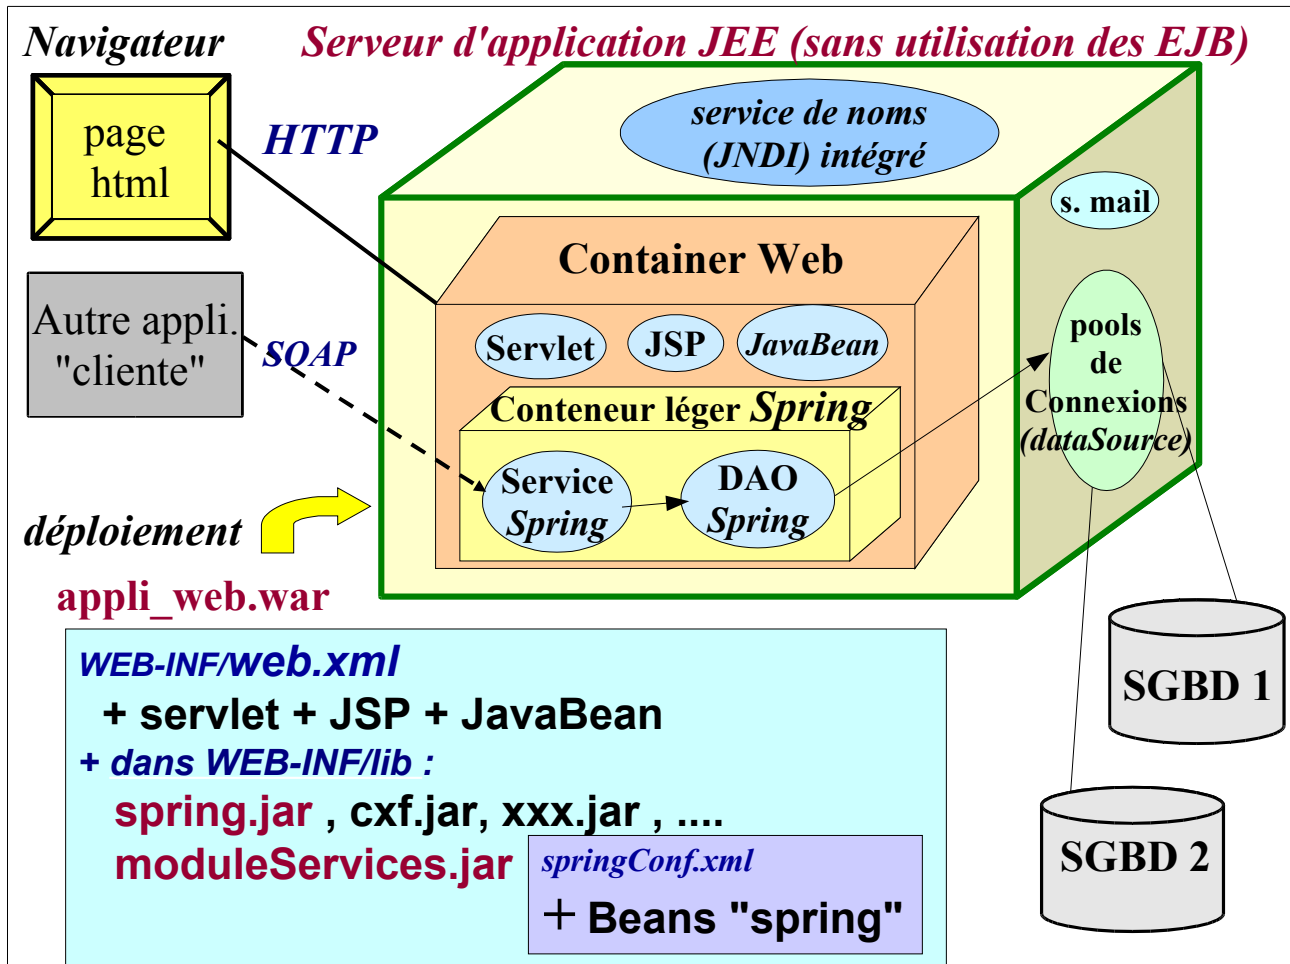 Navigateur
Serveur d'application JEE (sans utilisation des EJB)
page
html
HTTP
service de noms
(JNDI) intégré
s. mail
Container Web
Autre appli.
"cliente"
SOAP
Servlet
JSP
JavaBean
pools
de
Connexions
(dataSource)
Conteneur léger Spring
Service
Spring
DAO
Spring
déploiement
appli_web.war
WEB-INF/web.xml
+ servlet + JSP + JavaBean
+ dans WEB-INF/lib :
spring.jar , cxf.jar, xxx.jar , ....
moduleServices.jar
springConf.xml
+ Beans "spring"
SGBD 1
SGBD 2